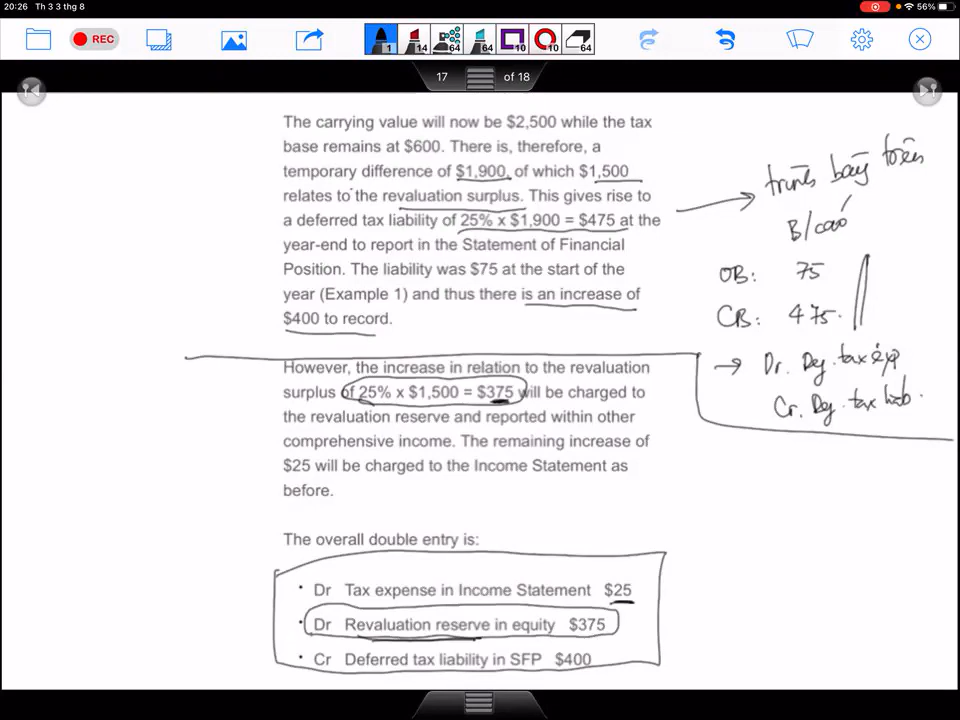 20:26 Th 3 3 thg 8
56%
REC
1
14
64
64
10
10
64
17 of 18
The carrying value will now be $2,500 while the tax
base remains at $600. There is, therefore, a
temporary difference of $1,900, of which $1,500
relates to the revaluation surplus. This gives rise to
a deferred tax liability of 25% x $1,900 = $475 at the
year-end to report in the Statement of Financial
Position. The liability was $75 at the start of the
year (Example 1) and thus there is an increase of
$400 to record.
trình bày trên
B/cáo
OB: 75
CB: 475.
→ Dr. Def. tax exp
Cr. Def. tax liab.
However, the increase in relation to the revaluation
surplus of 25% x $1,500 = $375 will be charged to
the revaluation reserve and reported within other
comprehensive income. The remaining increase of
$25 will be charged to the Income Statement as
before.
The overall double entry is:
• Dr Tax expense in Income Statement $25
• Dr Revaluation reserve in equity $375
• Cr Deferred tax liability in SFP $400